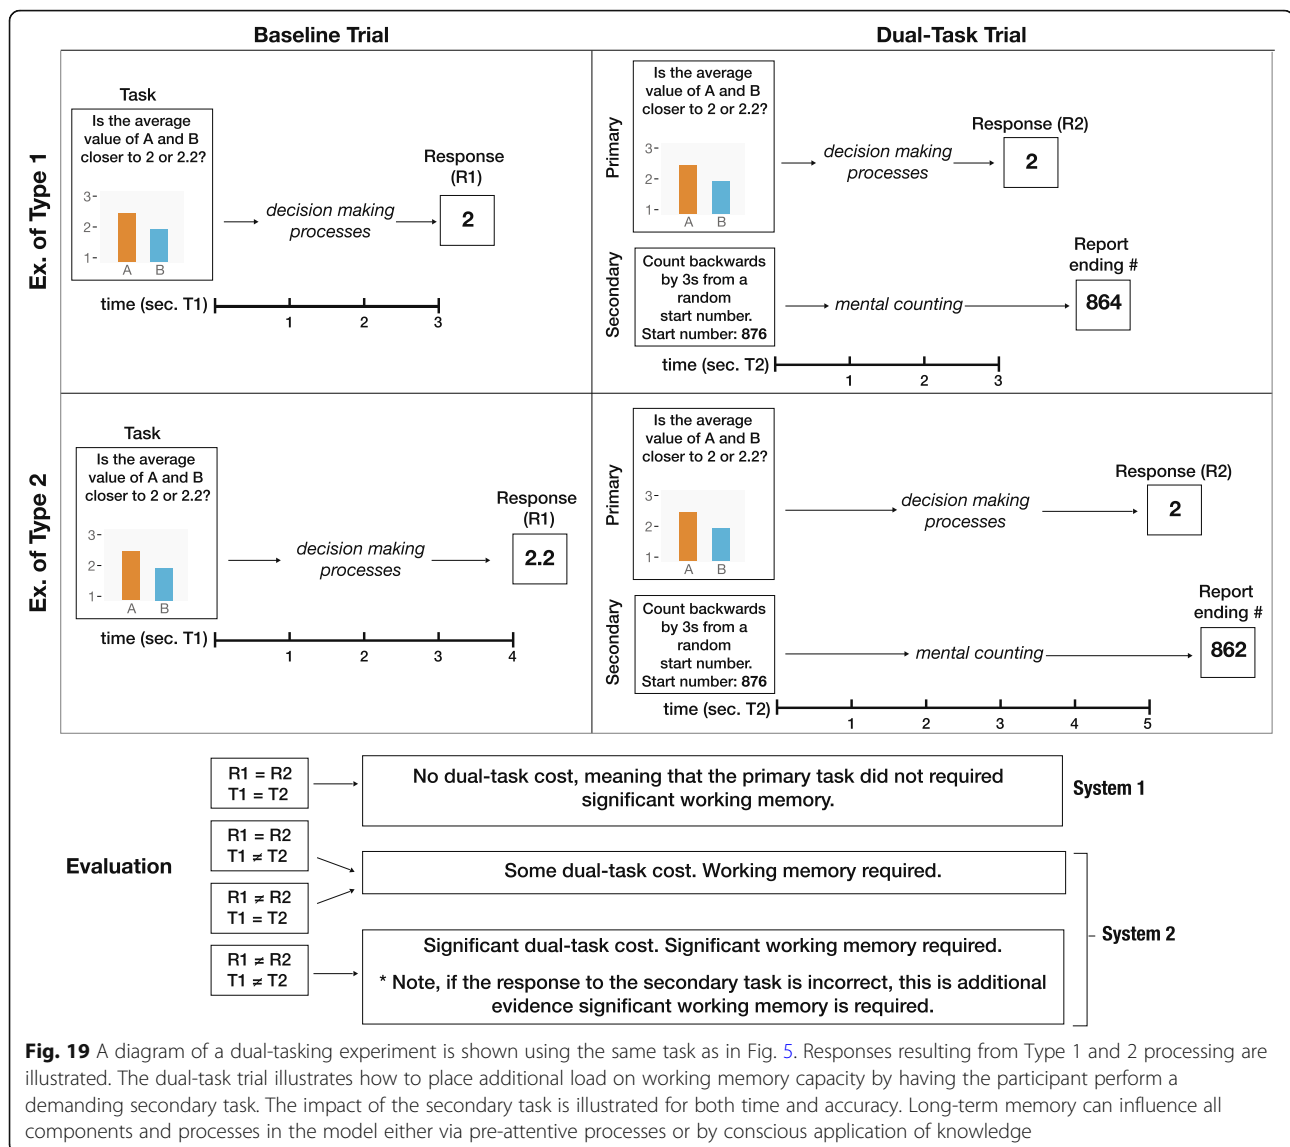 Baseline Trial
Dual-Task Trial
Ex. of Type 1
Task
Is the average
value of A and B
closer to 2 or 2.2?
3
2
1
A B
decision making
processes
Response
(R1)
2
time (sec. T1)
1 2 3
Primary
Is the average
value of A and B
closer to 2 or 2.2?
3
2
1
A B
decision making
processes
Response (R2)
2
Secondary
Count backwards
by 3s from a
random
start number.
Start number: 876
mental counting
Report
ending #
864
time (sec. T2)
1 2 3
Ex. of Type 2
Task
Is the average
value of A and B
closer to 2 or 2.2?
3
2
1
A B
decision making
processes
Response
(R1)
2.2
time (sec. T1)
1 2 3 4
Primary
Is the average
value of A and B
closer to 2 or 2.2?
3
2
1
A B
decision making
processes
Response (R2)
2
Secondary
Count backwards
by 3s from a
random
start number.
Start number: 876
mental counting
Report
ending #
862
time (sec. T2)
1 2 3 4 5
Evaluation
R1 = R2
T1 = T2
No dual-task cost, meaning that the primary task did not required
significant working memory.
System 1
R1 = R2
T1 ≠ T2
R1 ≠ R2
T1 = T2
Some dual-task cost. Working memory required.
R1 ≠ R2
T1 ≠ T2
Significant dual-task cost. Significant working memory required.
* Note, if the response to the secondary task is incorrect, this is additional
evidence significant working memory is required.
System 2
Fig. 19 A diagram of a dual-tasking experiment is shown using the same task as in Fig. 5. Responses resulting from Type 1 and 2 processing are
illustrated. The dual-task trial illustrates how to place additional load on working memory capacity by having the participant perform a
demanding secondary task. The impact of the secondary task is illustrated for both time and accuracy. Long-term memory can influence all
components and processes in the model either via pre-attentive processes or by conscious application of knowledge